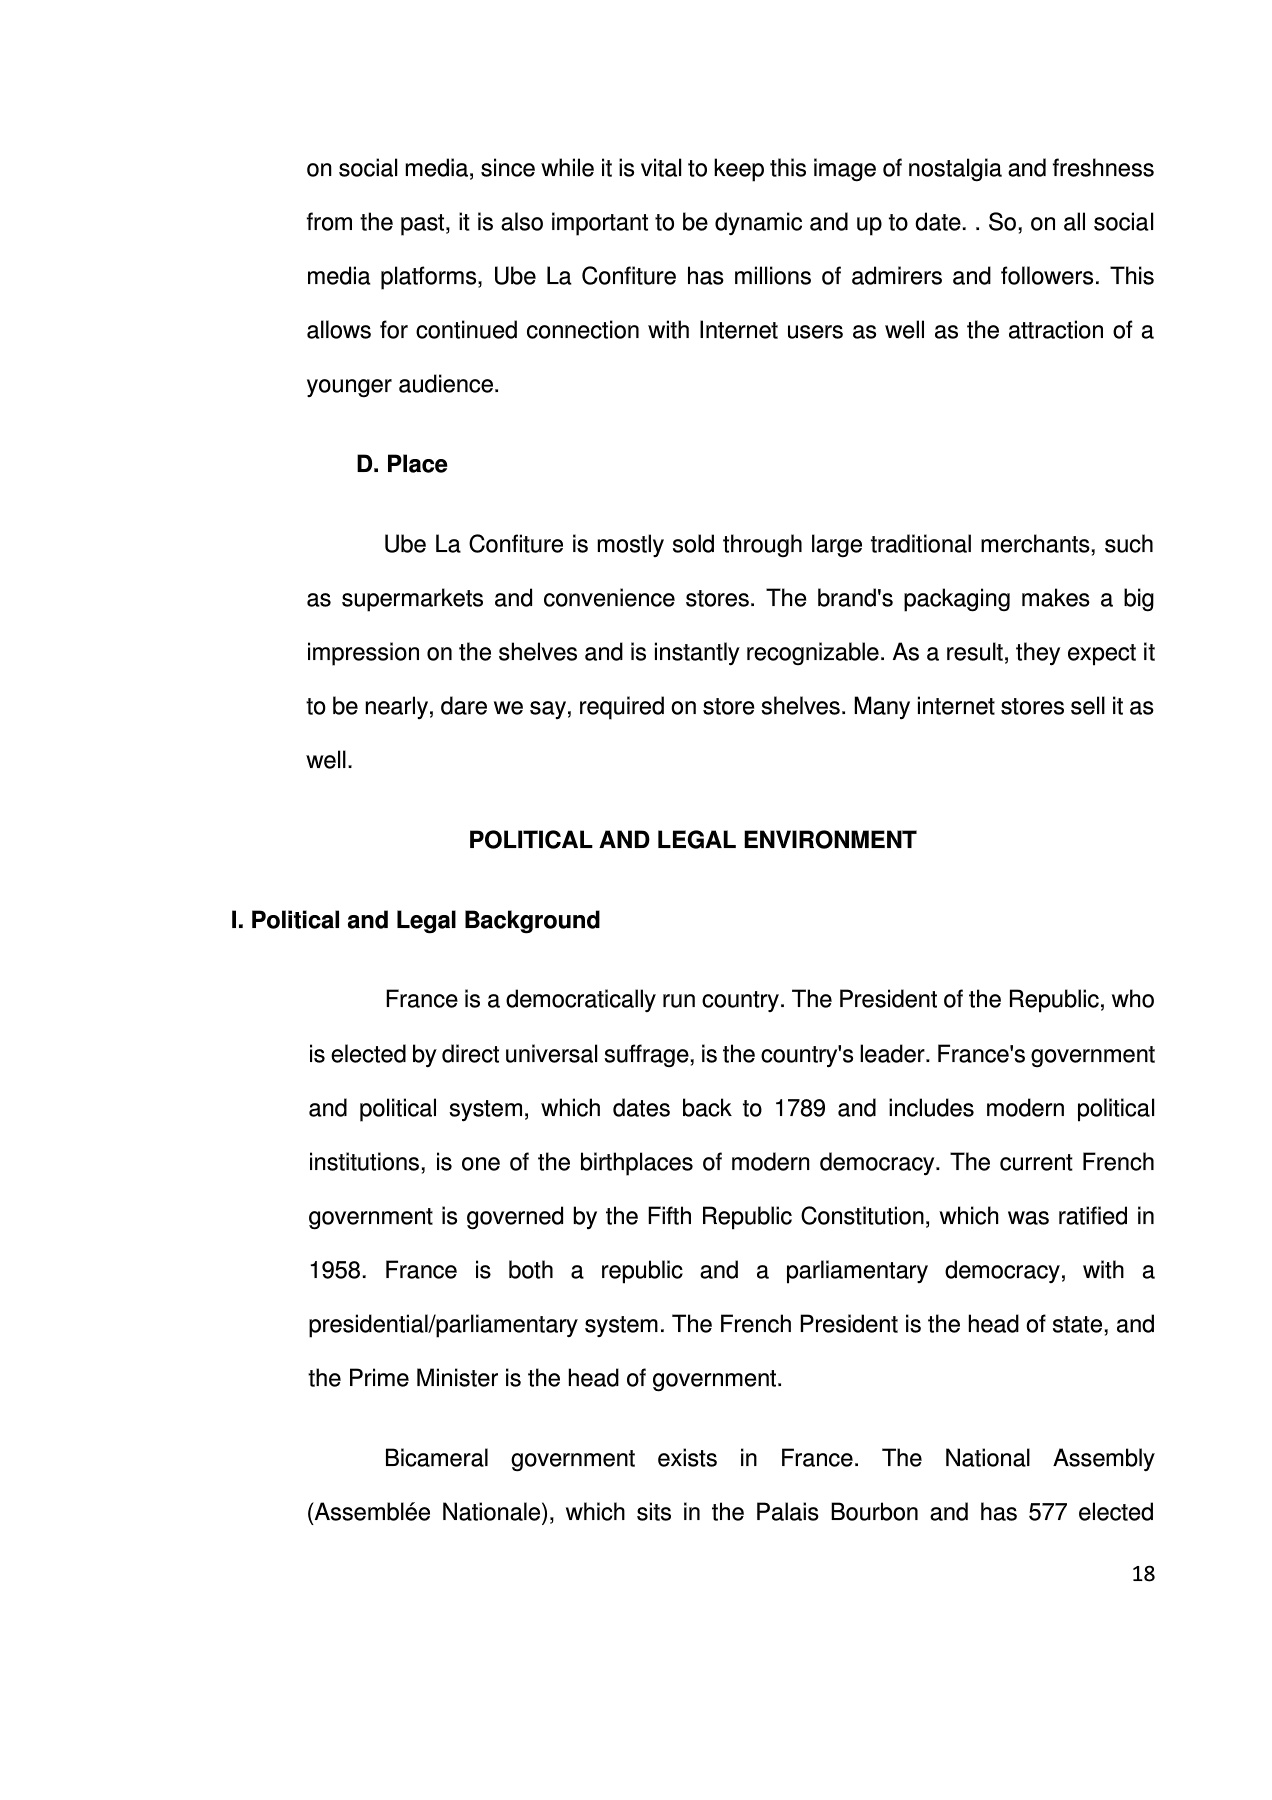 on social media, since while it is vital to keep this image of nostalgia and freshness
from the past, it is also important to be dynamic and up to date. . So, on all social
media platforms, Ube La Confiture has millions of admirers and followers. This
allows for continued connection with Internet users as well as the attraction of a
younger audience.
D. Place
Ube La Confiture is mostly sold through large traditional merchants, such
as supermarkets and convenience stores. The brand's packaging makes a big
impression on the shelves and is instantly recognizable. As a result, they expect it
to be nearly, dare we say, required on store shelves. Many internet stores sell it as
well.
POLITICAL AND LEGAL ENVIRONMENT
I. Political and Legal Background
France is a democratically run country. The President of the Republic, who
is elected by direct universal suffrage, is the country's leader. France's government
and political system, which dates back to 1789 and includes modern political
institutions, is one of the birthplaces of modern democracy. The current French
government is governed by the Fifth Republic Constitution, which was ratified in
1958. France is both a republic and a parliamentary democracy, with a
presidential/parliamentary system. The French President is the head of state, and
the Prime Minister is the head of government.
Bicameral government exists in France. The National Assembly
(Assemblée Nationale), which sits in the Palais Bourbon and has 577 elected
18